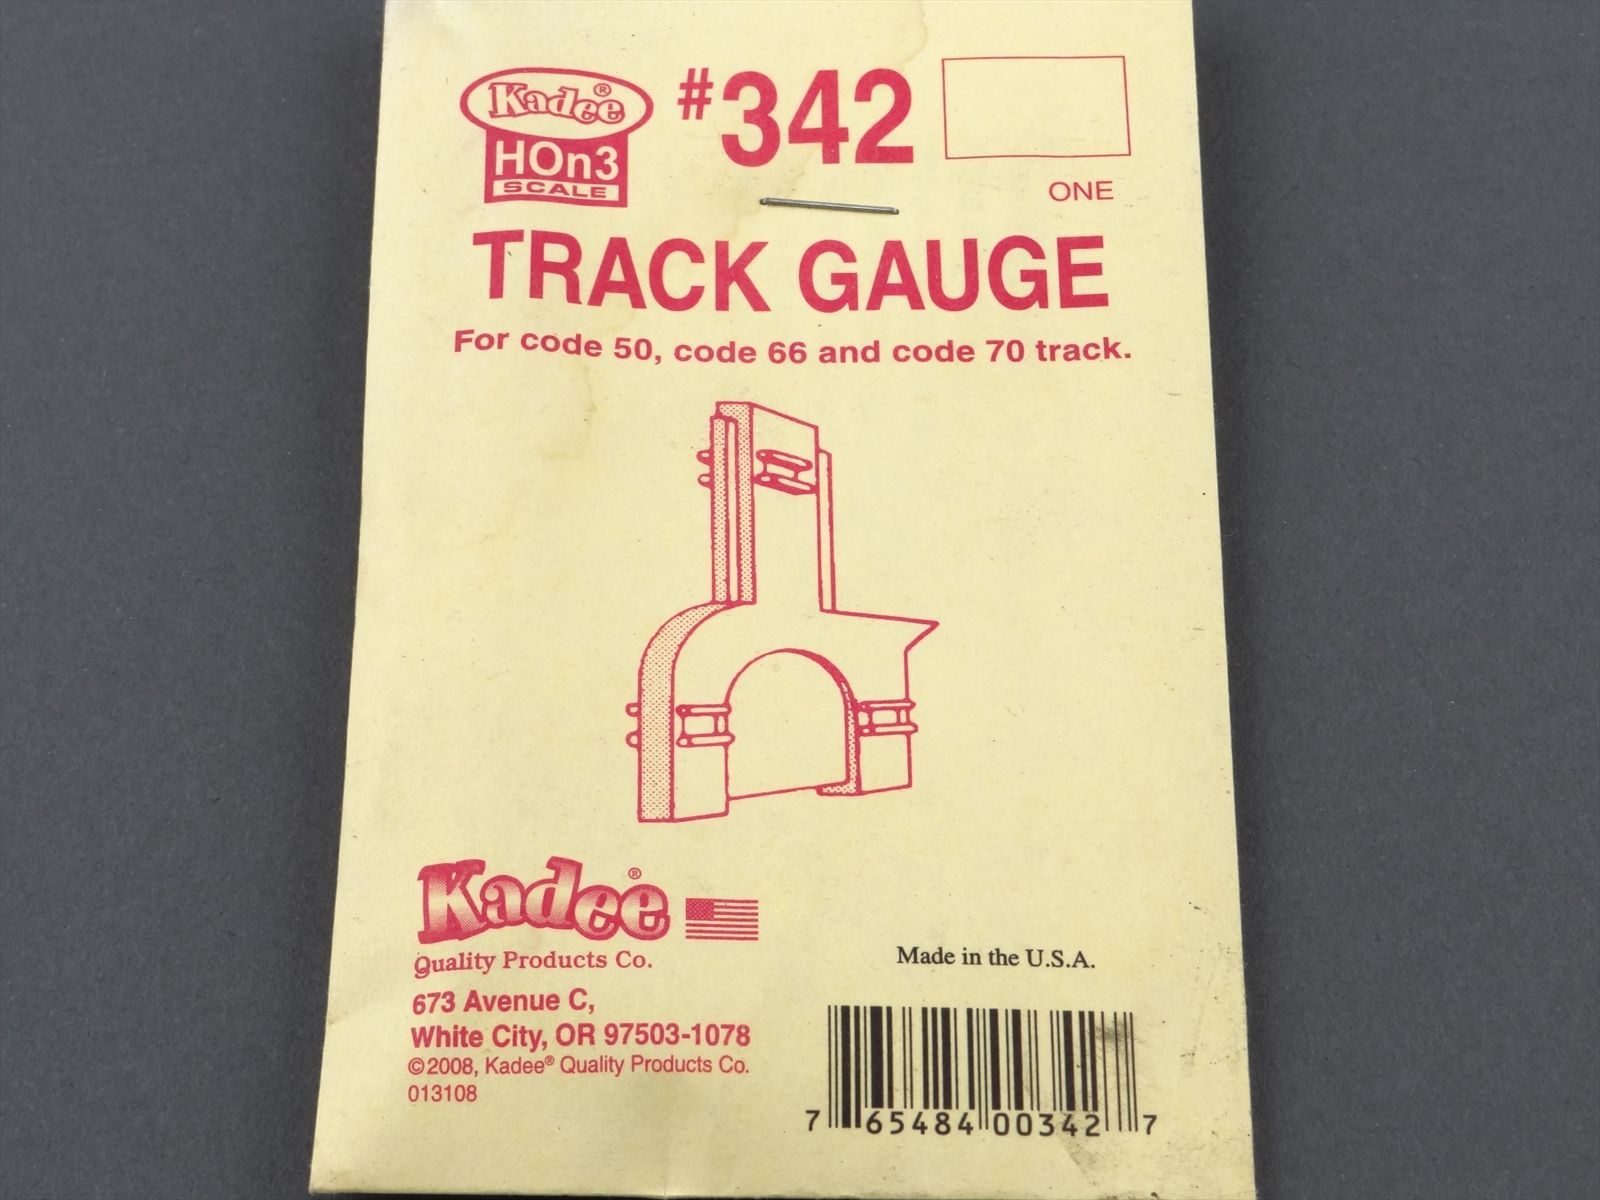 Kadee®
HOn3
SCALE
#342
ONE
TRACK GAUGE
For code 50, code 66 and code 70 track.
Kadee®
Quality Products Co.
673 Avenue C,
White City, OR 97503-1078
©2008, Kadee® Quality Products Co.
013108
Made in the U.S.A.
7 65484 00342 7